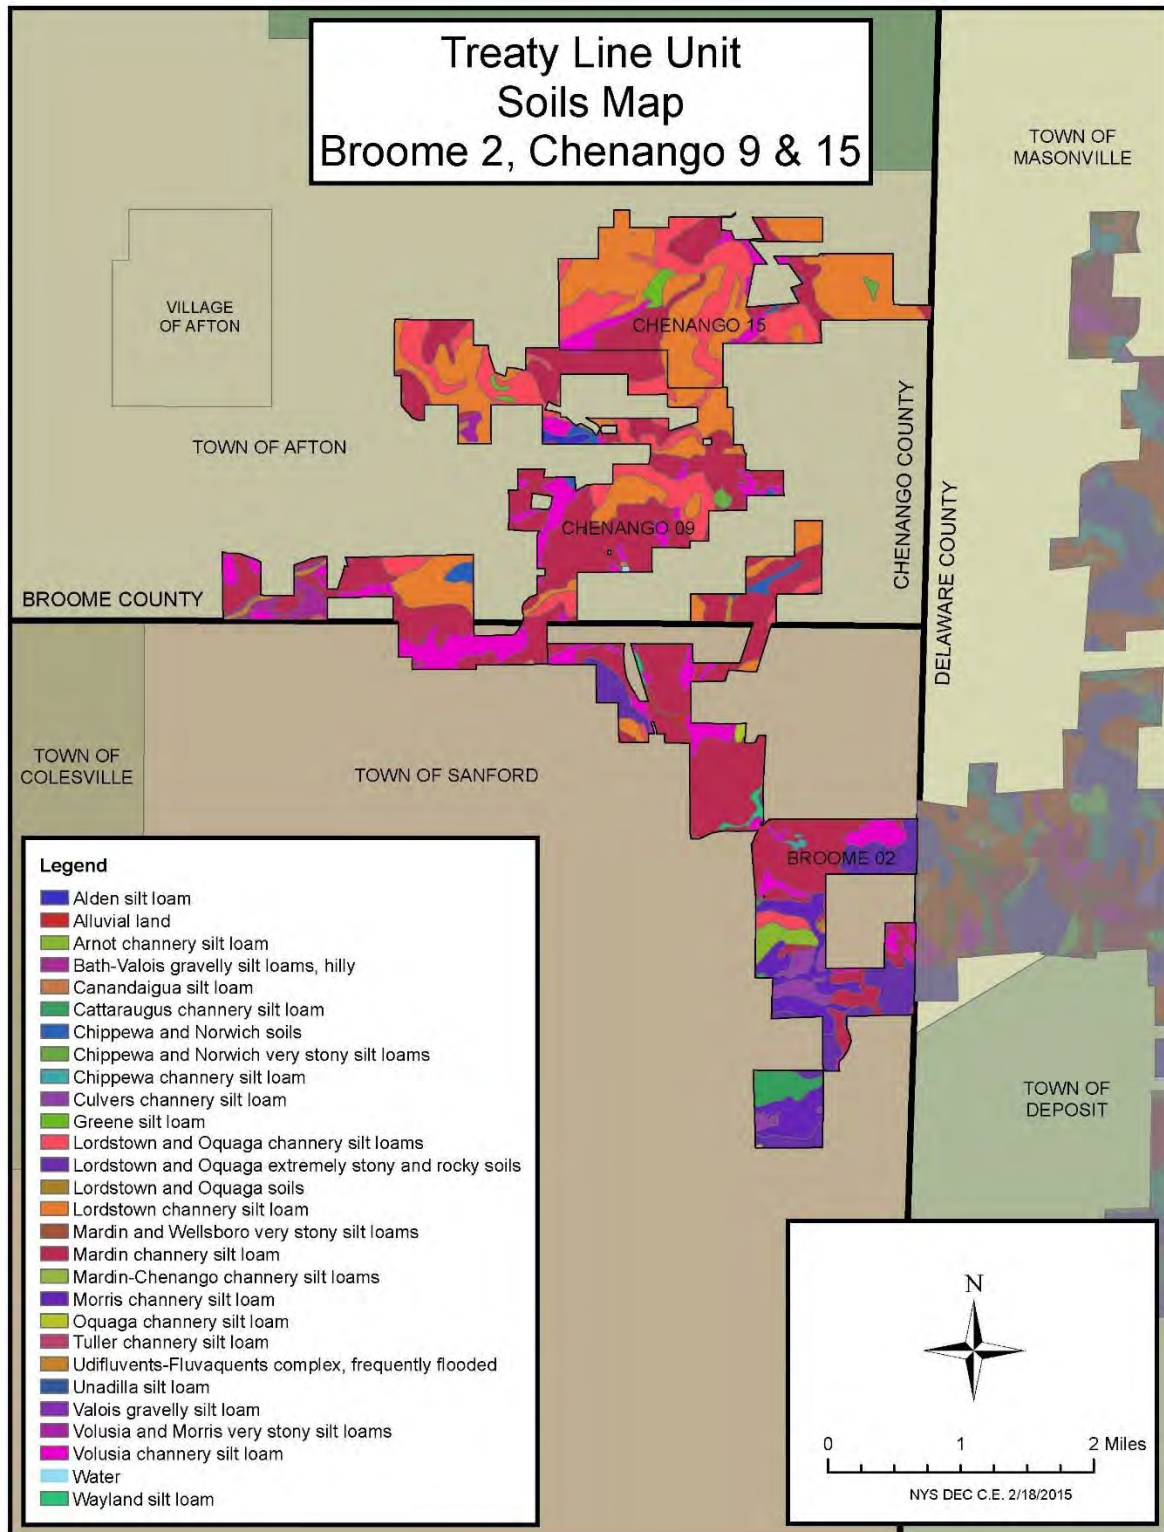 Treaty Line Unit
Soils Map
Broome 2, Chenango 9 & 15
TOWN OF
MASONVILLE
VILLAGE
OF AFTON
CHENANGO 15
TOWN OF AFTON
CHENANGO COUNTY
DELAWARE COUNTY
CHENANGO 09
BROOME COUNTY
TOWN OF
COLESVILLE
TOWN OF SANFORD
BROOME 02
TOWN OF
DEPOSIT
Legend
Alden silt loam
Alluvial land
Arnot channery silt loam
Bath-Valois gravelly silt loams, hilly
Canandaigua silt loam
Cattaraugus channery silt loam
Chippewa and Norwich soils
Chippewa and Norwich very stony silt loams
Chippewa channery silt loam
Culvers channery silt loam
Greene silt loam
Lordstown and Oquaga channery silt loams
Lordstown and Oquaga extremely stony and rocky soils
Lordstown and Oquaga soils
Lordstown channery silt loam
Mardin and Wellsboro very stony silt loams
Mardin channery silt loam
Mardin-Chenango channery silt loams
Morris channery silt loam
Oquaga channery silt loam
Tuller channery silt loam
Udifluvents-Fluvaquents complex, frequently flooded
Unadilla silt loam
Valois gravelly silt loam
Volusia and Morris very stony silt loams
Volusia channery silt loam
Water
Wayland silt loam
N
0 1 2 Miles
NYS DEC C.E. 2/18/2015